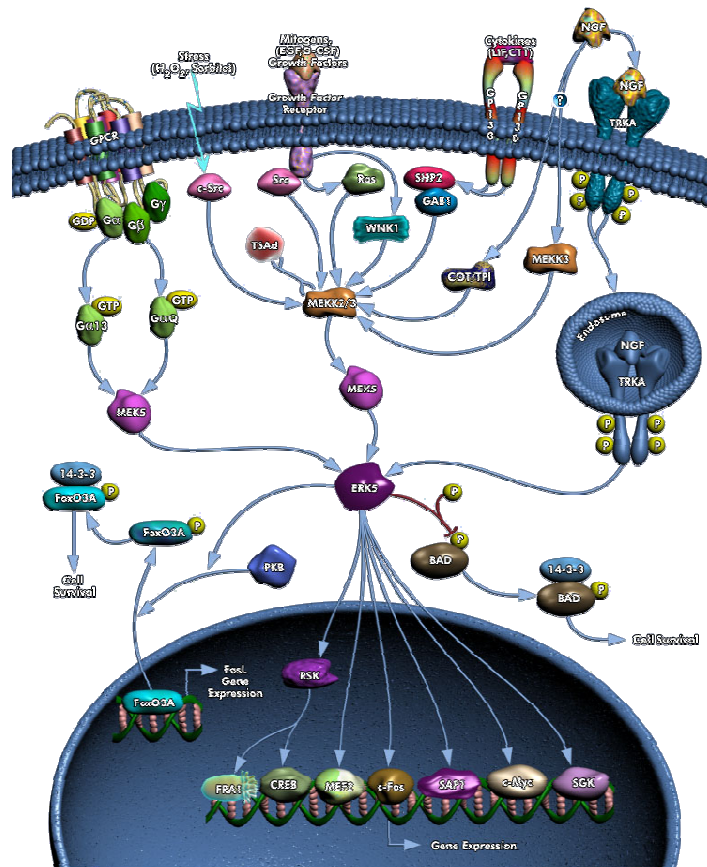 NGF
Mitogens,
(EGF,G-CSF)
Growth Factors
Cytokines
(LIF,CT1)
Stress
(H2O2, Sorbitol)
NGF
?
Growth Factor
Receptor
GP130
GP130
TRKA
GPCR
P
P
P
P
c-Src
Src
Ras
SHP2
GAB1
GDP
Gα
Gβ
Gγ
WNK1
TSAd
COT/TPl
MEKK3
MEKK2/3
GTP
GTP
Gα13
GαQ
Endosome
NGF
TRKA
MEK5
MEK5
P
P
P
P
14-3-3
FoxO3A
P
ERK5
P
FoxO3A
P
P
BAD
PKB
14-3-3
BAD
P
Cell
Survival
Cell Survival
FasL
Gene
Expression
RSK
FoxO3A
FRA1
CREB
MEF2
c-Fos
SAP1
c-Myc
SGK
Gene Expression